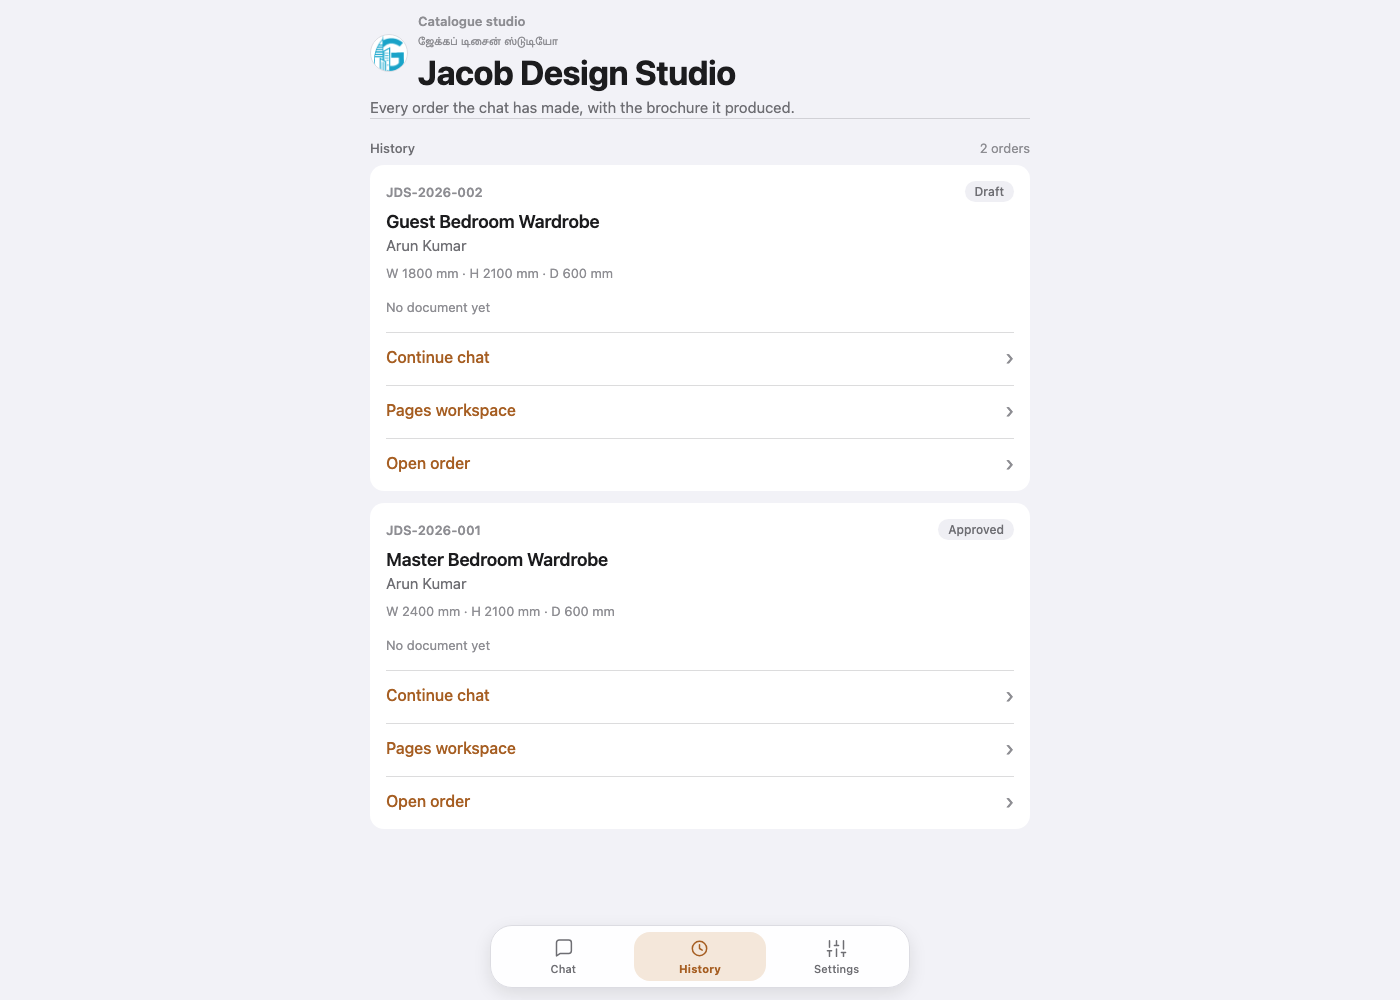 Catalogue studio
ஜேக்கப் டிசைன் ஸ்டுடியோ
Jacob Design Studio
Every order the chat has made, with the brochure it produced.
History
2 orders
JDS-2026-002
Draft
Guest Bedroom Wardrobe
Arun Kumar
W 1800 mm · H 2100 mm · D 600 mm
No document yet
Continue chat
Pages workspace
Open order
JDS-2026-001
Approved
Master Bedroom Wardrobe
Arun Kumar
W 2400 mm · H 2100 mm · D 600 mm
No document yet
Continue chat
Pages workspace
Open order
Chat
History
Settings